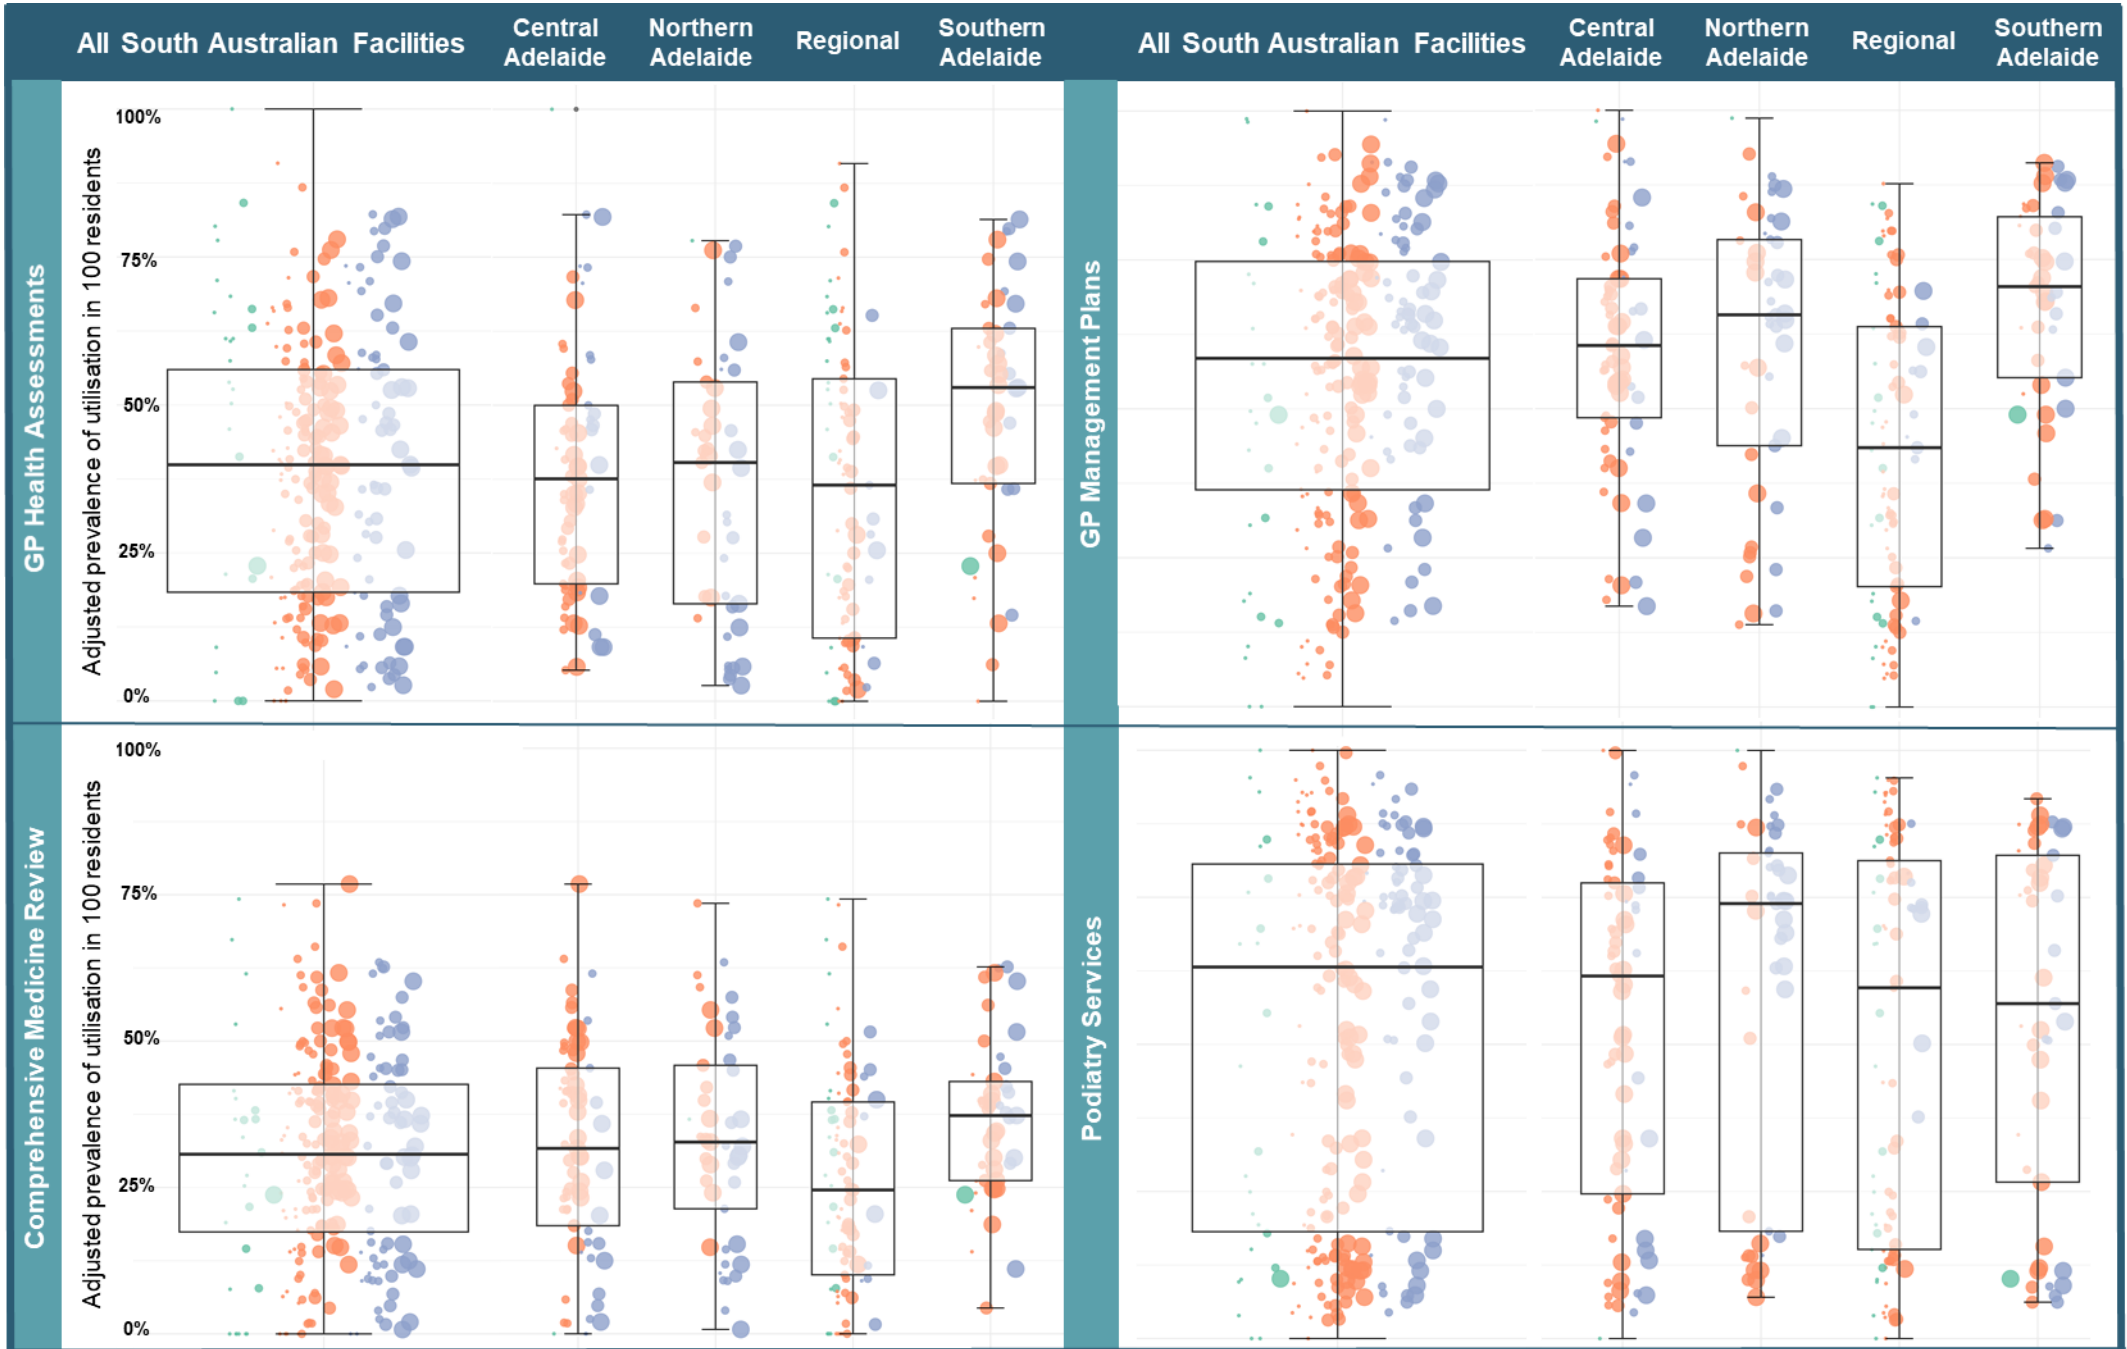 All South Australian Facilities
Central
Adelaide
Northern
Adelaide
Regional
Southern
Adelaide
All South Australian Facilities
Central
Adelaide
Northern
Adelaide
Regional
Southern
Adelaide
GP Health Assessments
Adjusted prevalence of utilisation in 100 residents
100%
75%
50%
25%
0%
GP Management Plans
Comprehensive Medicine Review
Adjusted prevalence of utilisation in 100 residents
100%
75%
50%
25%
0%
Podiatry Services